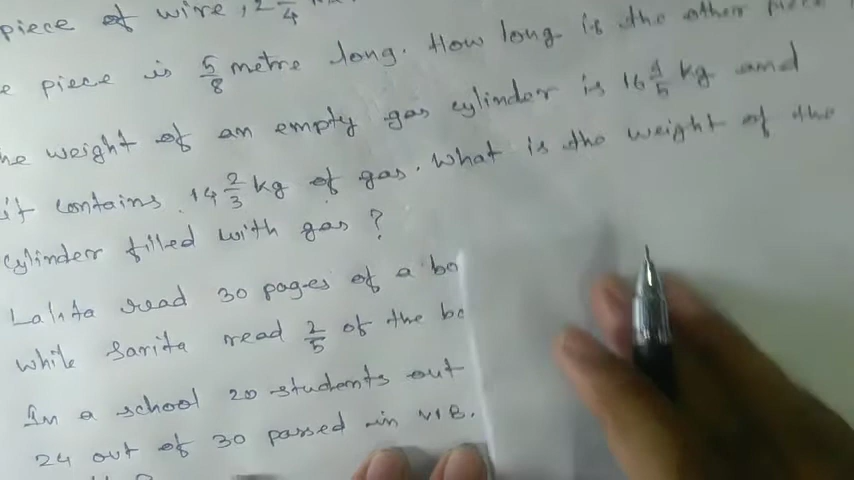 piece of wire, 2 1/4
piece is 5/8 metre long. How long is the other piece
weight of an empty gas cylinder is 16 4/5 kg and
it contains 14 2/3 kg of gas. What is the weight of the
cylinder filled with gas?
Lalita read 30 pages of a
while Sarita read 2/5 of the
In a school 20 students out
24 out of 30 passed in VIB.